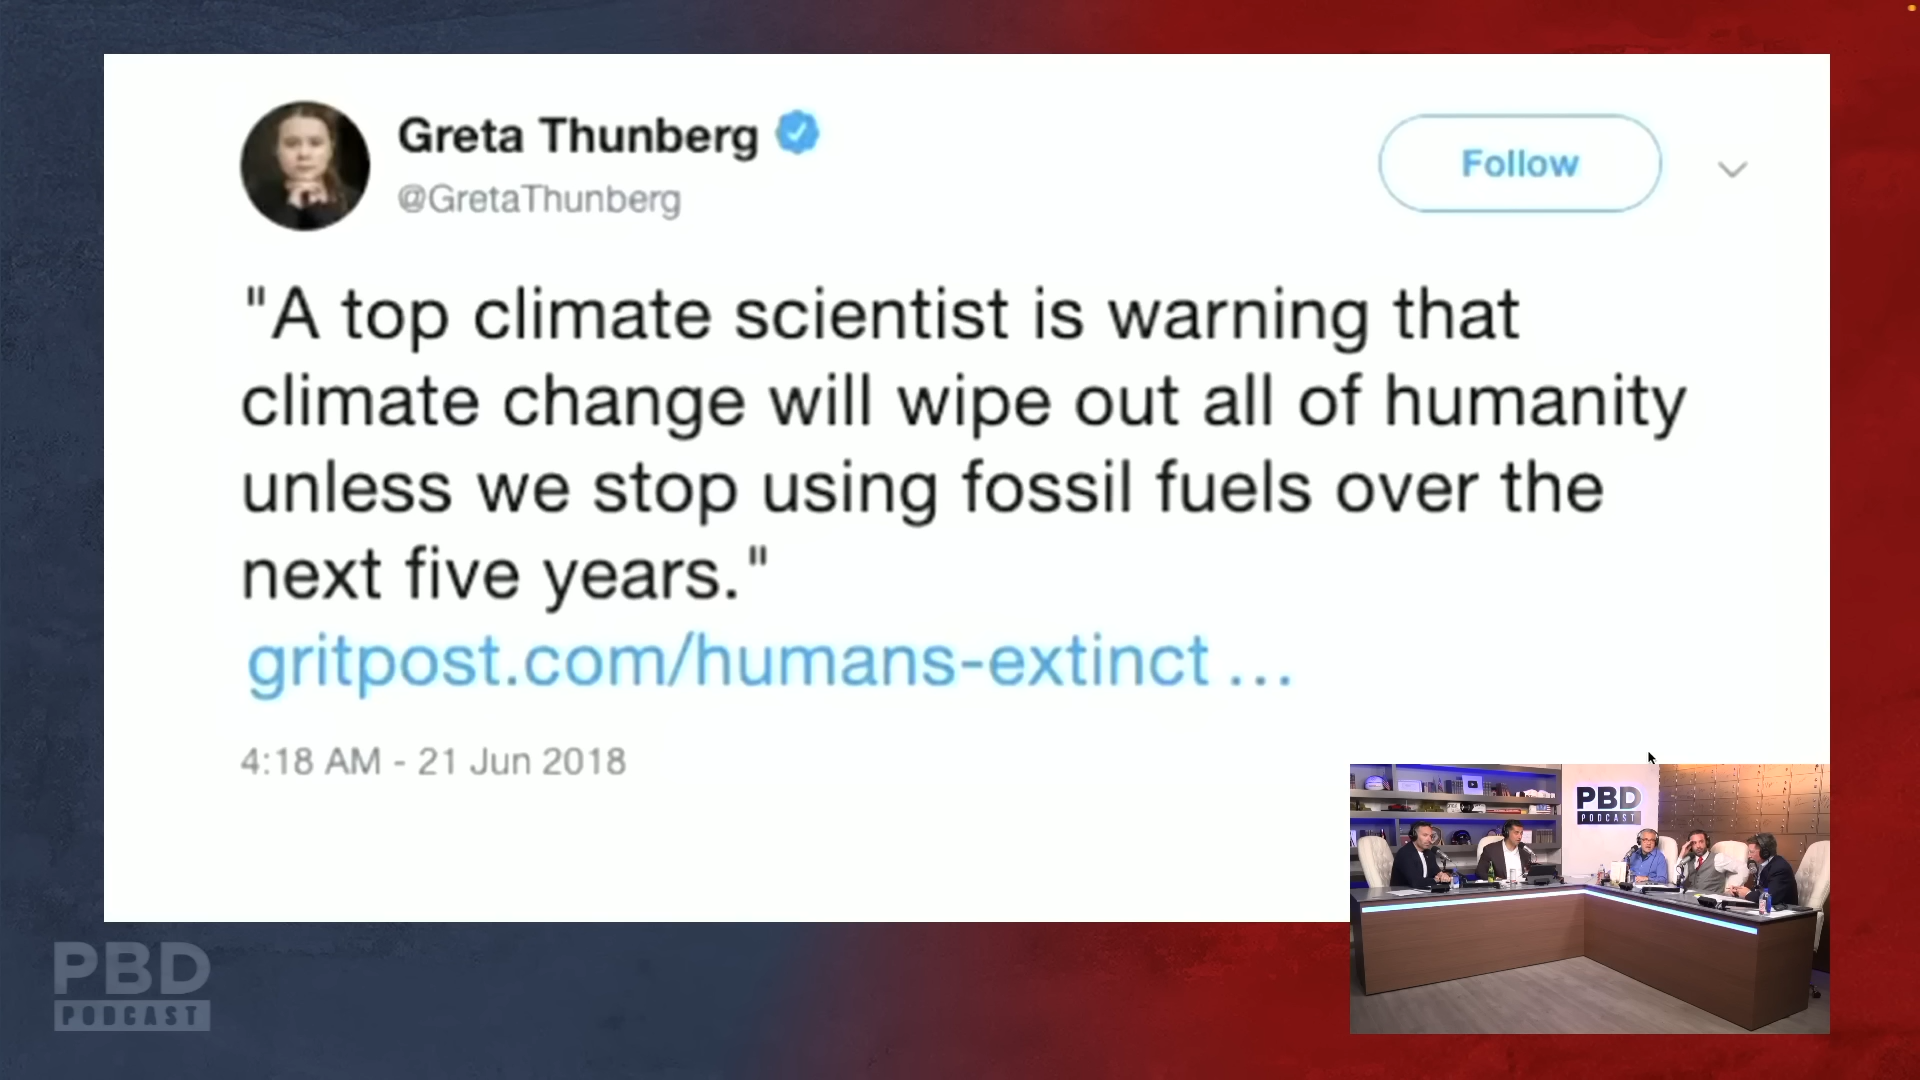 Greta Thunberg
@GretaThunberg
Follow
"A top climate scientist is warning that
climate change will wipe out all of humanity
unless we stop using fossil fuels over the
next five years."
gritpost.com/humans-extinct ...
4:18 AM - 21 Jun 2018
PBD
PODCAST
PBD
PODCAST